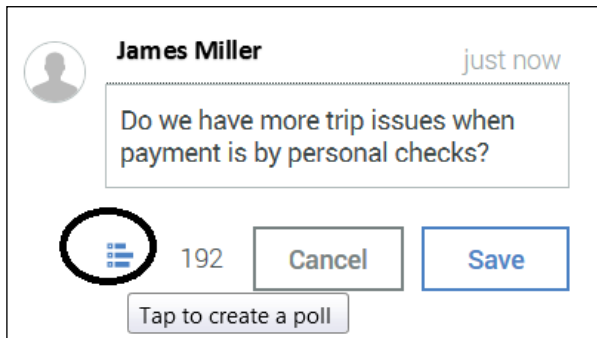 James Miller
just now
Do we have more trip issues when
payment is by personal checks?
192
Cancel
Save
Tap to create a poll